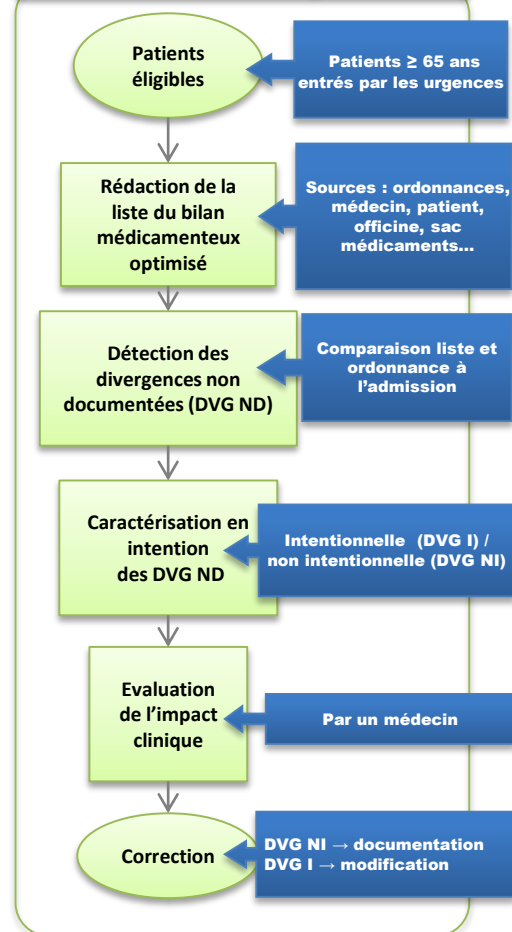 Patients
éligibles
Patients ≥ 65 ans
entrés par les urgences
Rédaction de la
liste du bilan
médicamenteux
optimisé
Sources : ordonnances,
médecin, patient,
officine, sac
médicaments...
Détection des
divergences non
documentées (DVG ND)
Comparaison liste et
ordonnance à
l’admission
Caractérisation en
intention
des DVG ND
Intentionnelle (DVG I) /
non intentionnelle (DVG NI)
Evaluation
de l’impact
clinique
Par un médecin
Correction
DVG NI → documentation
DVG I → modification